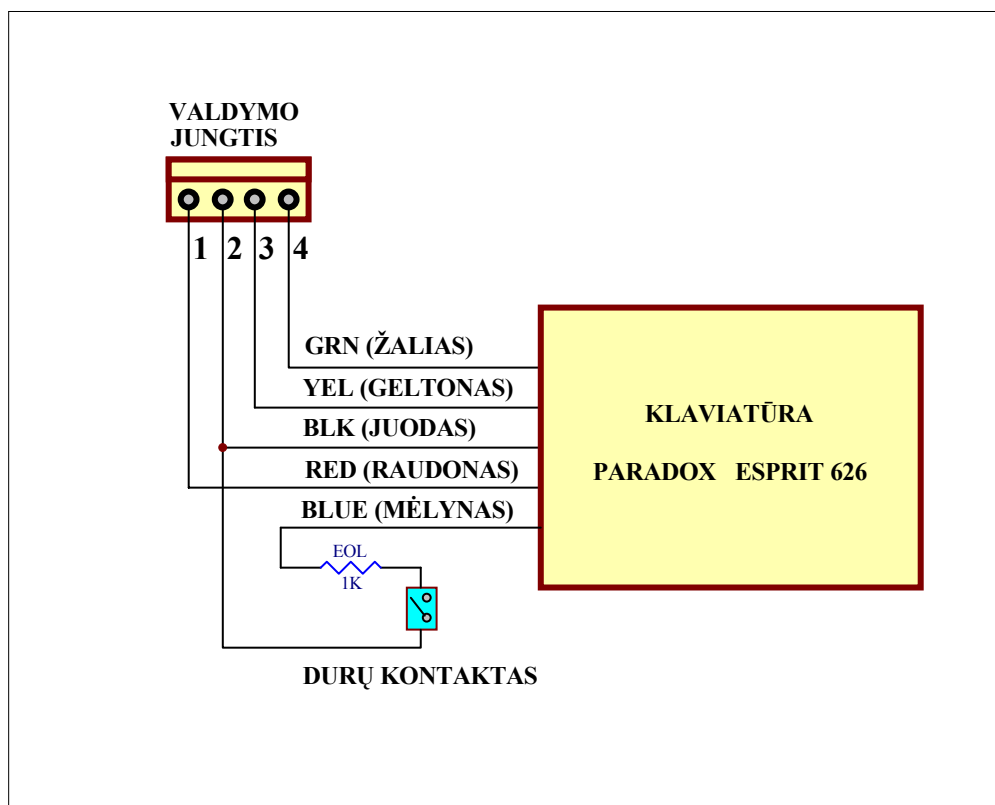 VALDYMO
JUNGTIS
1 2 3 4
GRN (ŽALIAS)
YEL (GELTONAS)
BLK (JUODAS)
RED (RAUDONAS)
BLUE (MĖLYNAS)
EOL
1K
DURŲ KONTAKTAS
KLAVIATŪRA
PARADOX ESPRIT 626